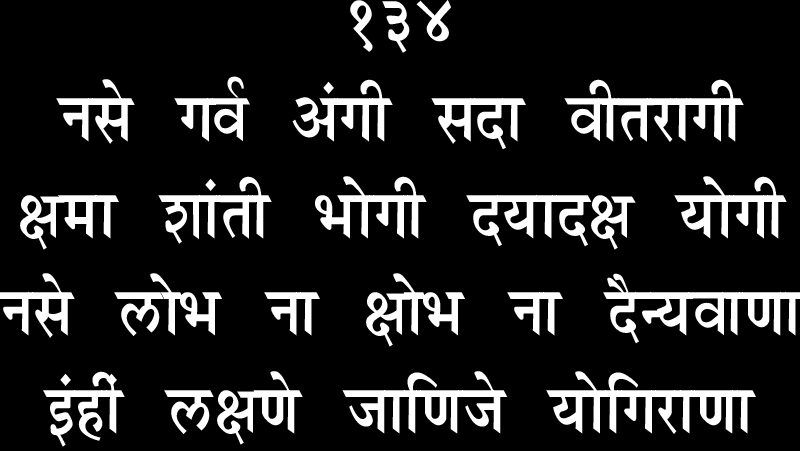 १३४
नसे गर्व अंगी सदा वीतरागी
क्षमा शांती भोगी दयादक्ष योगी
नसे लोभ ना क्षोभ ना दैन्यवाणा
इंहीं लक्षणे जाणिजे योगिराणा